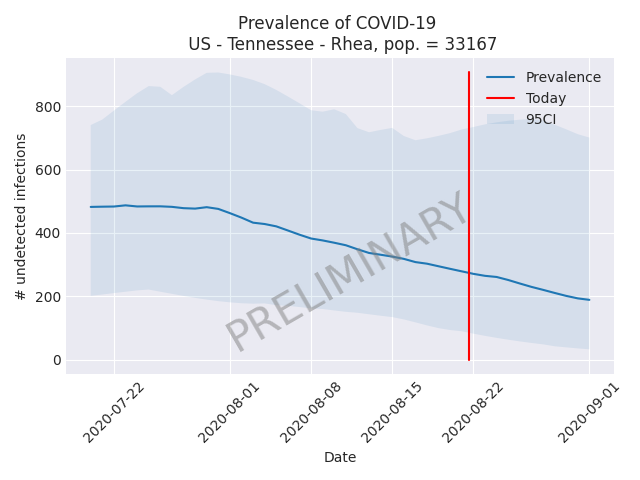 Prevalence of COVID-19
US - Tennessee - Rhea, pop. = 33167
Prevalence
Today
95CI
800
600
400
200
0
# undetected infections
PRELIMINARY
2020-07-22
2020-08-01
2020-08-08
2020-08-15
2020-08-22
2020-09-01
Date